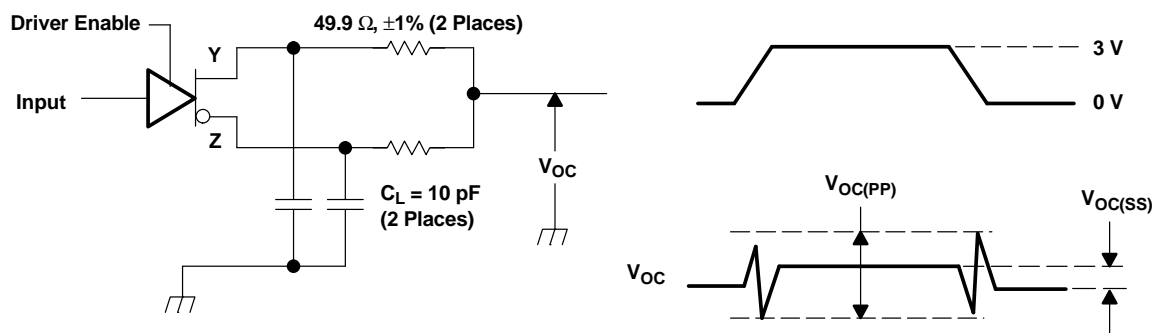 Driver Enable
49.9 Ω, ±1% (2 Places)
Y
Input
Z
V_OC
C_L = 10 pF
(2 Places)
3 V
0 V
V_OC(PP)
V_OC(SS)
V_OC